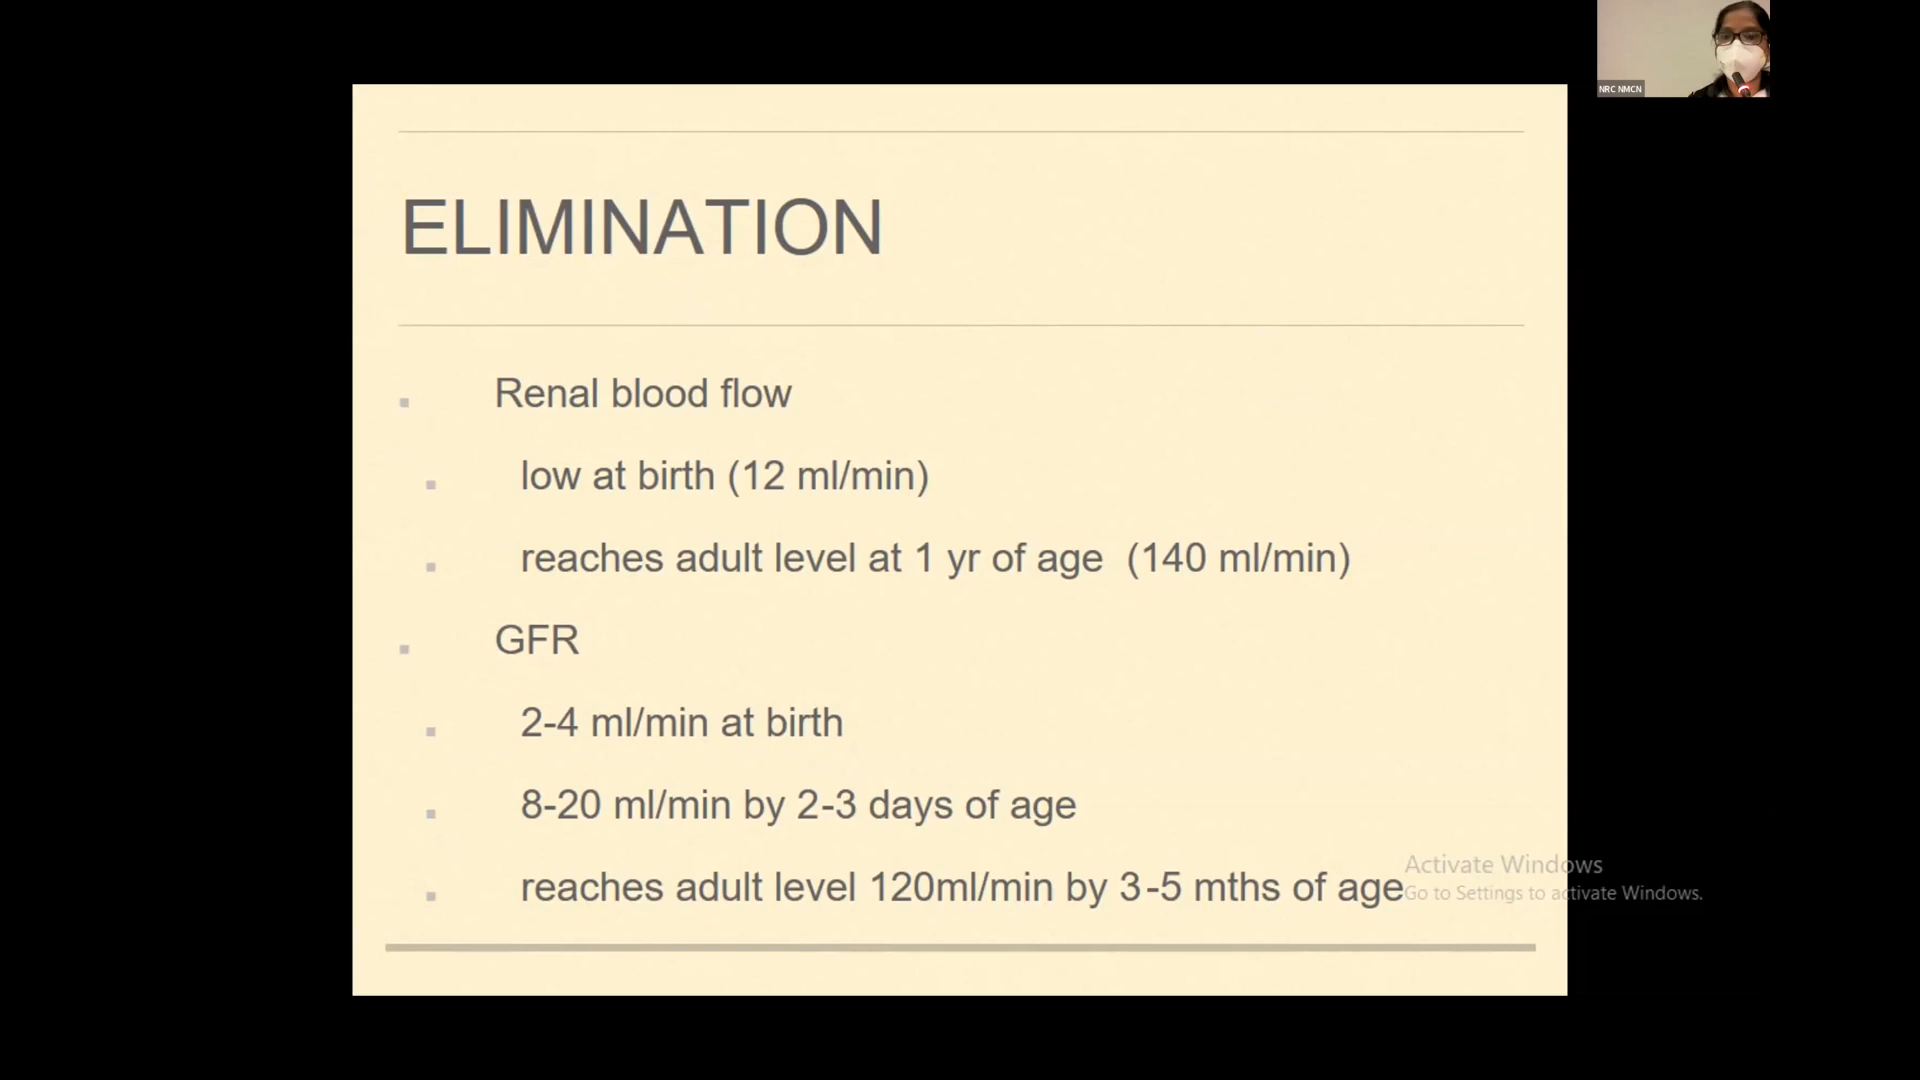 NRC NMCN
ELIMINATION
Renal blood flow
low at birth (12 ml/min)
reaches adult level at 1 yr of age (140 ml/min)
GFR
2-4 ml/min at birth
8-20 ml/min by 2-3 days of age
reaches adult level 120ml/min by 3-5 mths of age
Activate Windows
Go to Settings to activate Windows.